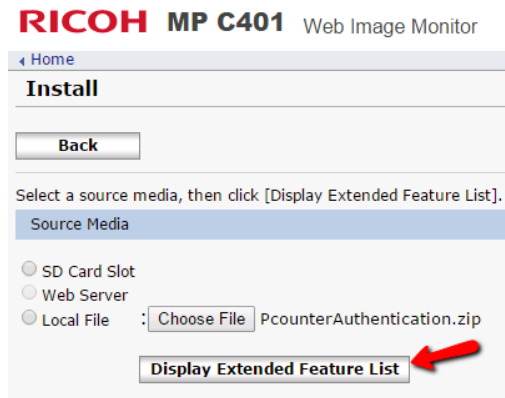 RICOH MP C401 Web Image Monitor
Home
Install
Back
Select a source media, then click [Display Extended Feature List].
Source Media
SD Card Slot
Web Server
Local File : Choose File PcounterAuthentication.zip
Display Extended Feature List